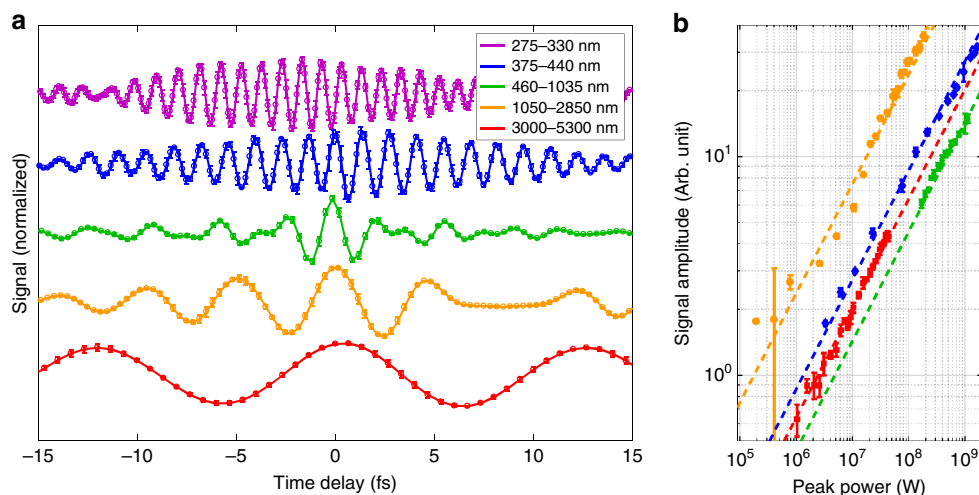 a
Signal (normalized)
275–330 nm
375–440 nm
460–1035 nm
1050–2850 nm
3000–5300 nm
–15
–10
–5
0
5
10
15
Time delay (fs)
b
Signal amplitude (Arb. unit)
10¹
10⁰
10⁵ 10⁶ 10⁷ 10⁸ 10⁹
Peak power (W)